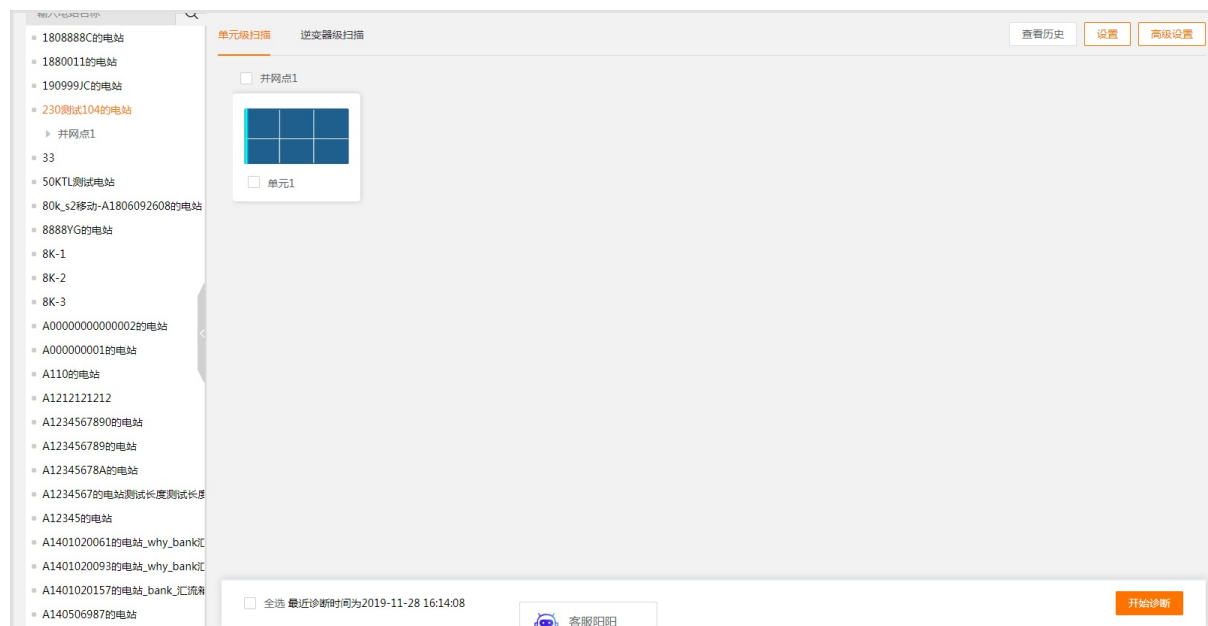 输入电站名称
1808888C的电站
1880011的电站
190999JC的电站
230测试104的电站
并网点1
33
50KTL测试电站
80k_s2移动-A1806092608的电站
8888YG的电站
8K-1
8K-2
8K-3
A00000000000002的电站
A000000001的电站
A110的电站
A1212121212
A1234567890的电站
A123456789的电站
A12345678A的电站
A1234567的电站测试长度测试长度
A12345的电站
A1401020061的电站_why_bank汇
A1401020093的电站_why_bank汇
A1401020157的电站_bank_汇流箱
A140506987的电站
单元级扫描 逆变器级扫描 查看历史 设置 高级设置
并网点1
单元1
全选 最近诊断时间为2019-11-28 16:14:08 开始诊断
客服阳阳